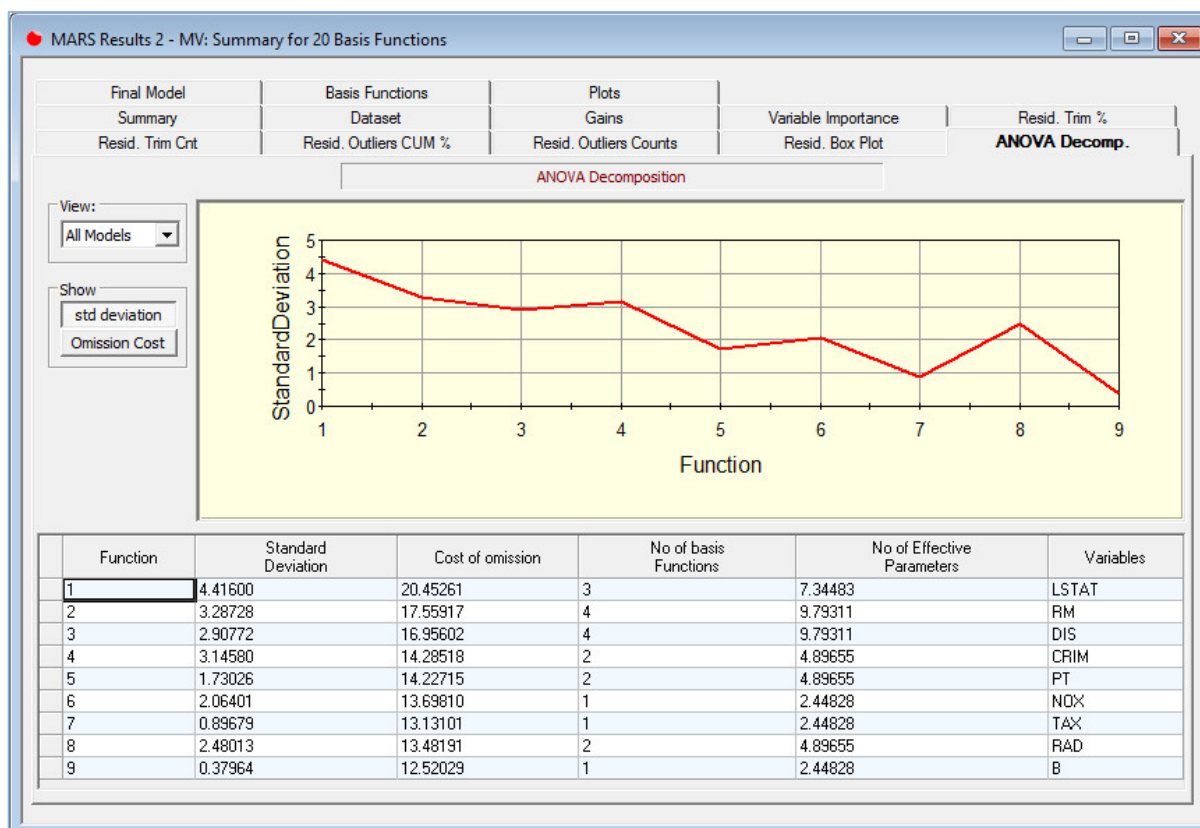 MARS Results 2 - MV: Summary for 20 Basis Functions
Final Model Basis Functions Plots
Summary Dataset Gains Variable Importance Resid. Trim %
Resid. Trim Cnt Resid. Outliers CUM % Resid. Outliers Counts Resid. Box Plot ANOVA Decomp.
ANOVA Decomposition
View:
All Models
Show
std deviation
Omission Cost
StandardDeviation
5
4
3
2
1
0
1 2 3 4 5 6 7 8 9
Function
Function Standard Deviation Cost of omission No of basis Functions No of Effective Parameters Variables
1 4.41600 20.45261 3 7.34483 LSTAT
2 3.28728 17.55917 4 9.79311 RM
3 2.90772 16.95602 4 9.79311 DIS
4 3.14580 14.28518 2 4.89655 CRIM
5 1.73026 14.22715 2 4.89655 PT
6 2.06401 13.69810 1 2.44828 NOX
7 0.89679 13.13101 1 2.44828 TAX
8 2.48013 13.48191 2 4.89655 RAD
9 0.37964 12.52029 1 2.44828 B